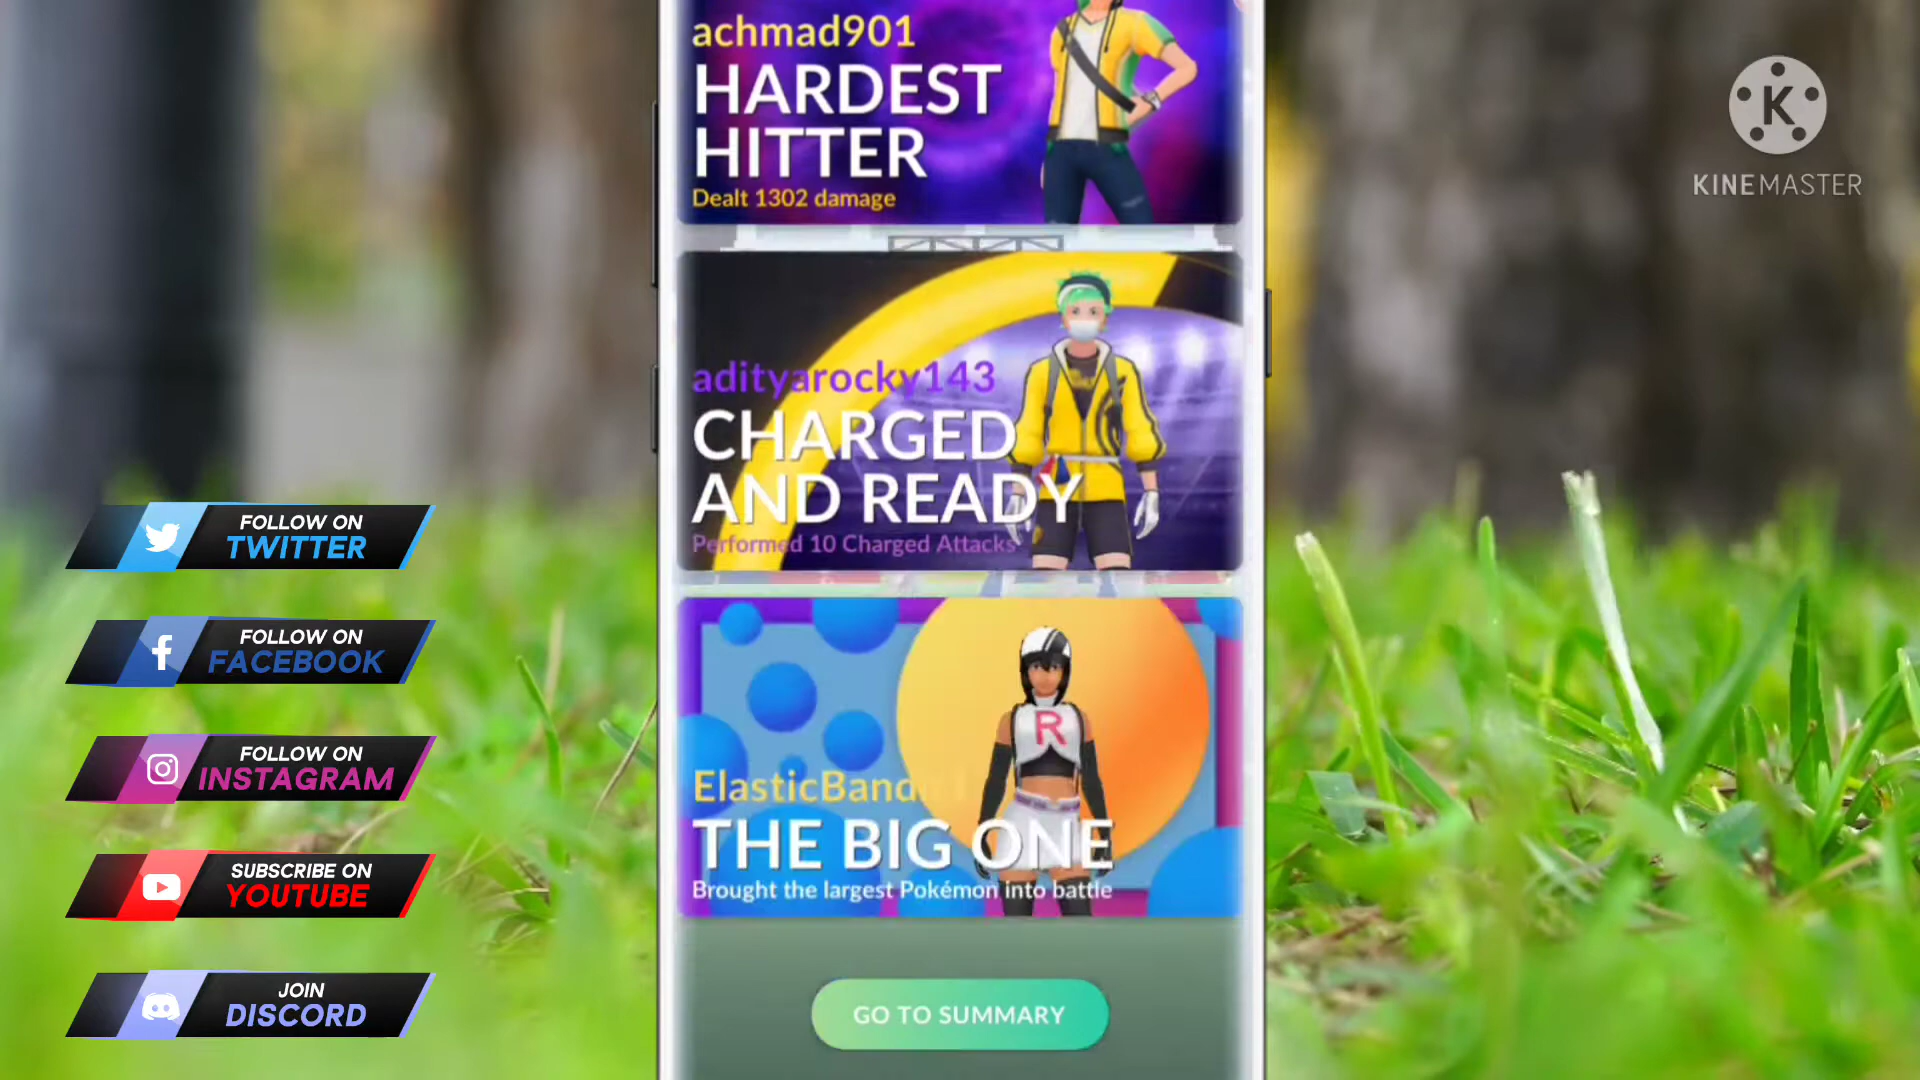 achmad901
HARDEST
HITTER
Dealt 1302 damage
adityarocky143
CHARGED
AND READY
Performed 10 Charged Attacks
THE BIG ONE
Brought the largest Pokémon into battle
GO TO SUMMARY
FOLLOW ON
TWITTER
FOLLOW ON
FACEBOOK
FOLLOW ON
INSTAGRAM
SUBSCRIBE ON
YOUTUBE
JOIN
DISCORD
K
KINEMASTER
R